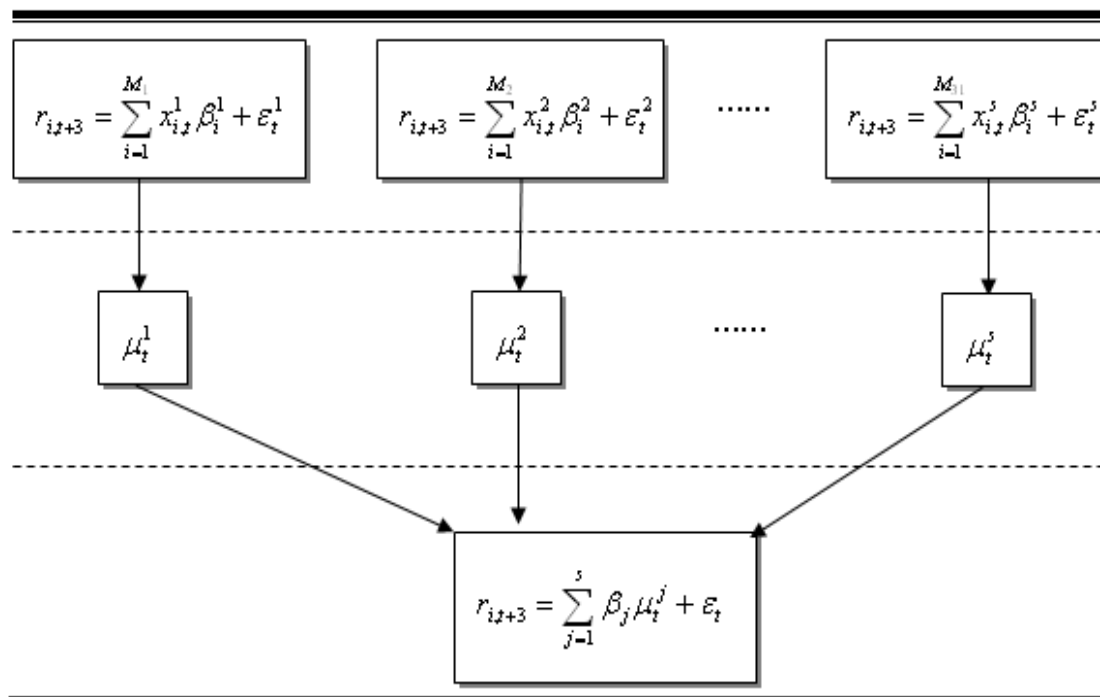 r_{i,t+3} = \sum_{i=1}^{M_1} x_{i,t}^1 \beta_i^1 + \varepsilon_t^1
r_{i,t+3} = \sum_{i=1}^{M_2} x_{i,t}^2 \beta_i^2 + \varepsilon_t^2
......
r_{i,t+3} = \sum_{i=1}^{M_{31}} x_{i,t}^s \beta_i^s + \varepsilon_t^s
\mu_t^1
\mu_t^2
......
\mu_t^s
r_{i,t+3} = \sum_{j=1}^{s} \beta_j \mu_t^j + \varepsilon_t